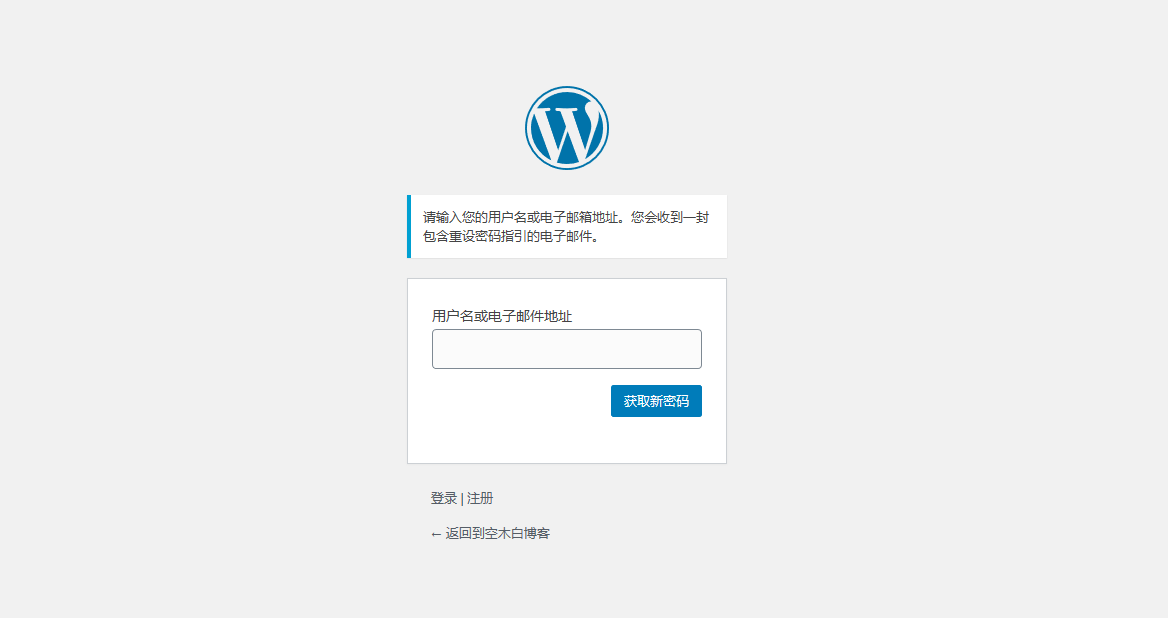 请输入您的用户名或电子邮箱地址。您会收到一封
包含重设密码指引的电子邮件。
用户名或电子邮件地址
获取新密码
登录 | 注册
← 返回到空木白博客